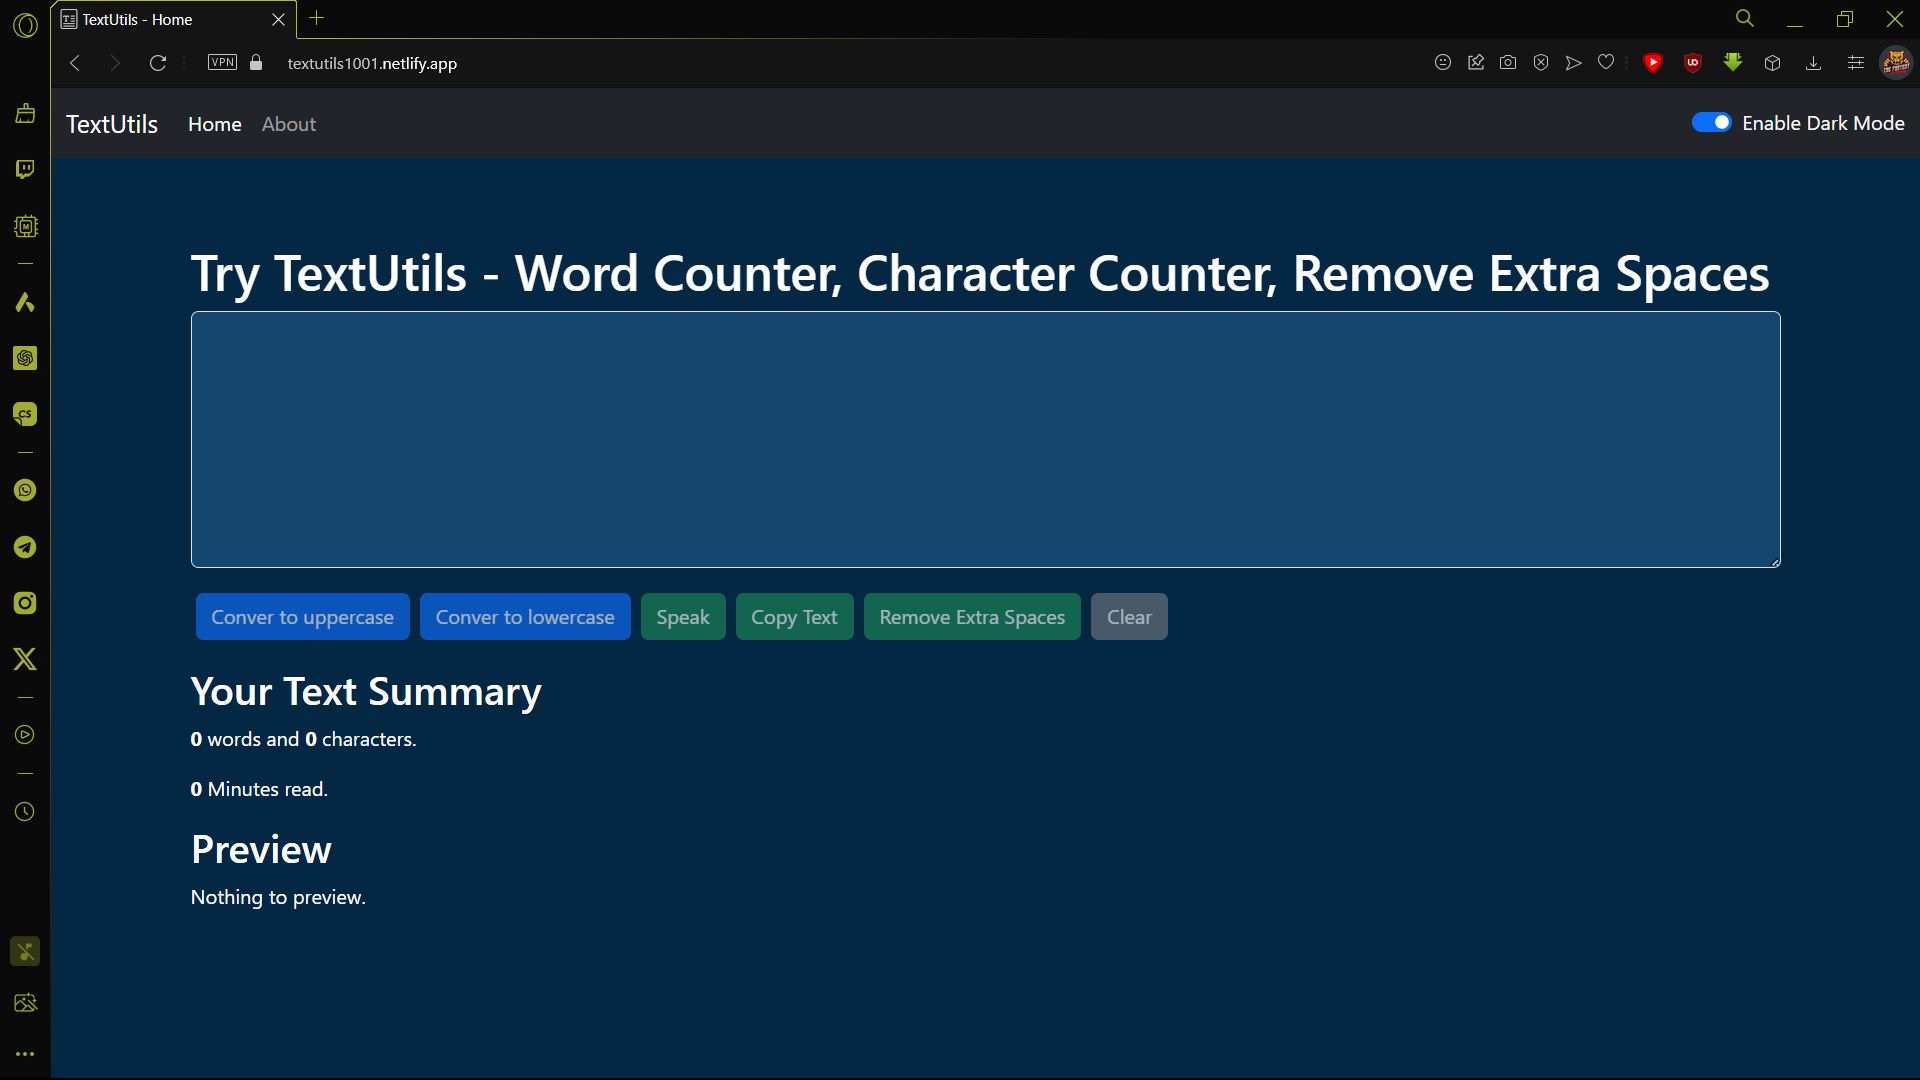 TextUtils - Home
VPN
textutils1001.netlify.app
TextUtils
Home
About
Enable Dark Mode
Try TextUtils - Word Counter, Character Counter, Remove Extra Spaces
Conver to uppercase
Conver to lowercase
Speak
Copy Text
Remove Extra Spaces
Clear
Your Text Summary
0 words and 0 characters.
0 Minutes read.
Preview
Nothing to preview.
CS
M